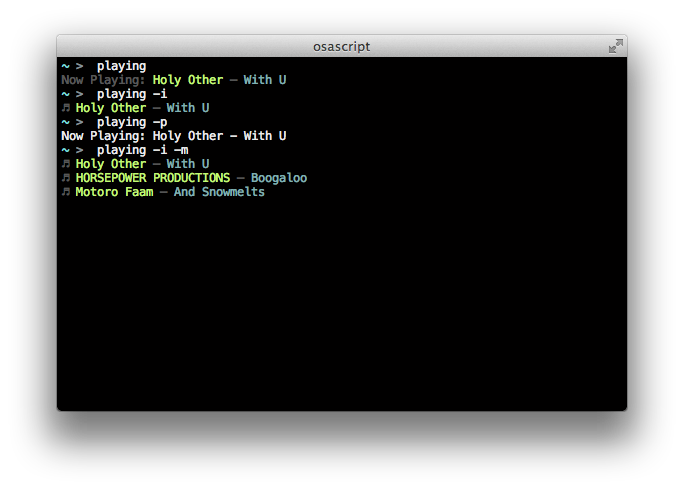 osascript
~ >  playing
Now Playing: Holy Other – With U
~ >  playing -i
♬ Holy Other – With U
~ >  playing -p
Now Playing: Holy Other - With U
~ >  playing -i -m
♬ Holy Other – With U
♬ HORSEPOWER PRODUCTIONS – Boogaloo
♬ Motoro Faam – And Snowmelts